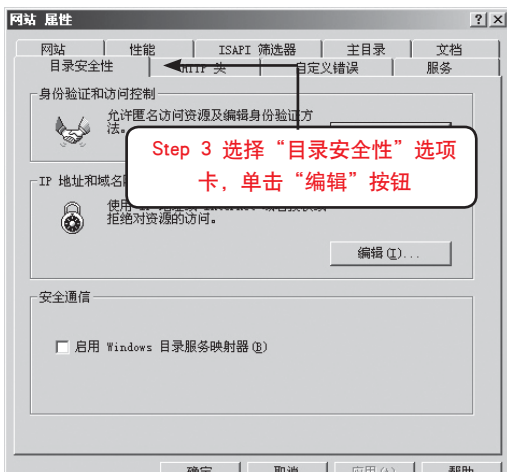 网站 属性
网站 性能 ISAPI 筛选器 主目录 文档
目录安全性 HTTP 头 自定义错误 服务
身份验证和访问控制
允许匿名访问资源及编辑身份验证方
法。
Step 3 选择“目录安全性”选项
卡，单击“编辑”按钮
IP 地址和域名
使用 IP 地址或 Internet
拒绝对资源的访问。
编辑(I)...
安全通信
启用 Windows 目录服务映射器(B)
确定 取消 应用(A) 帮助